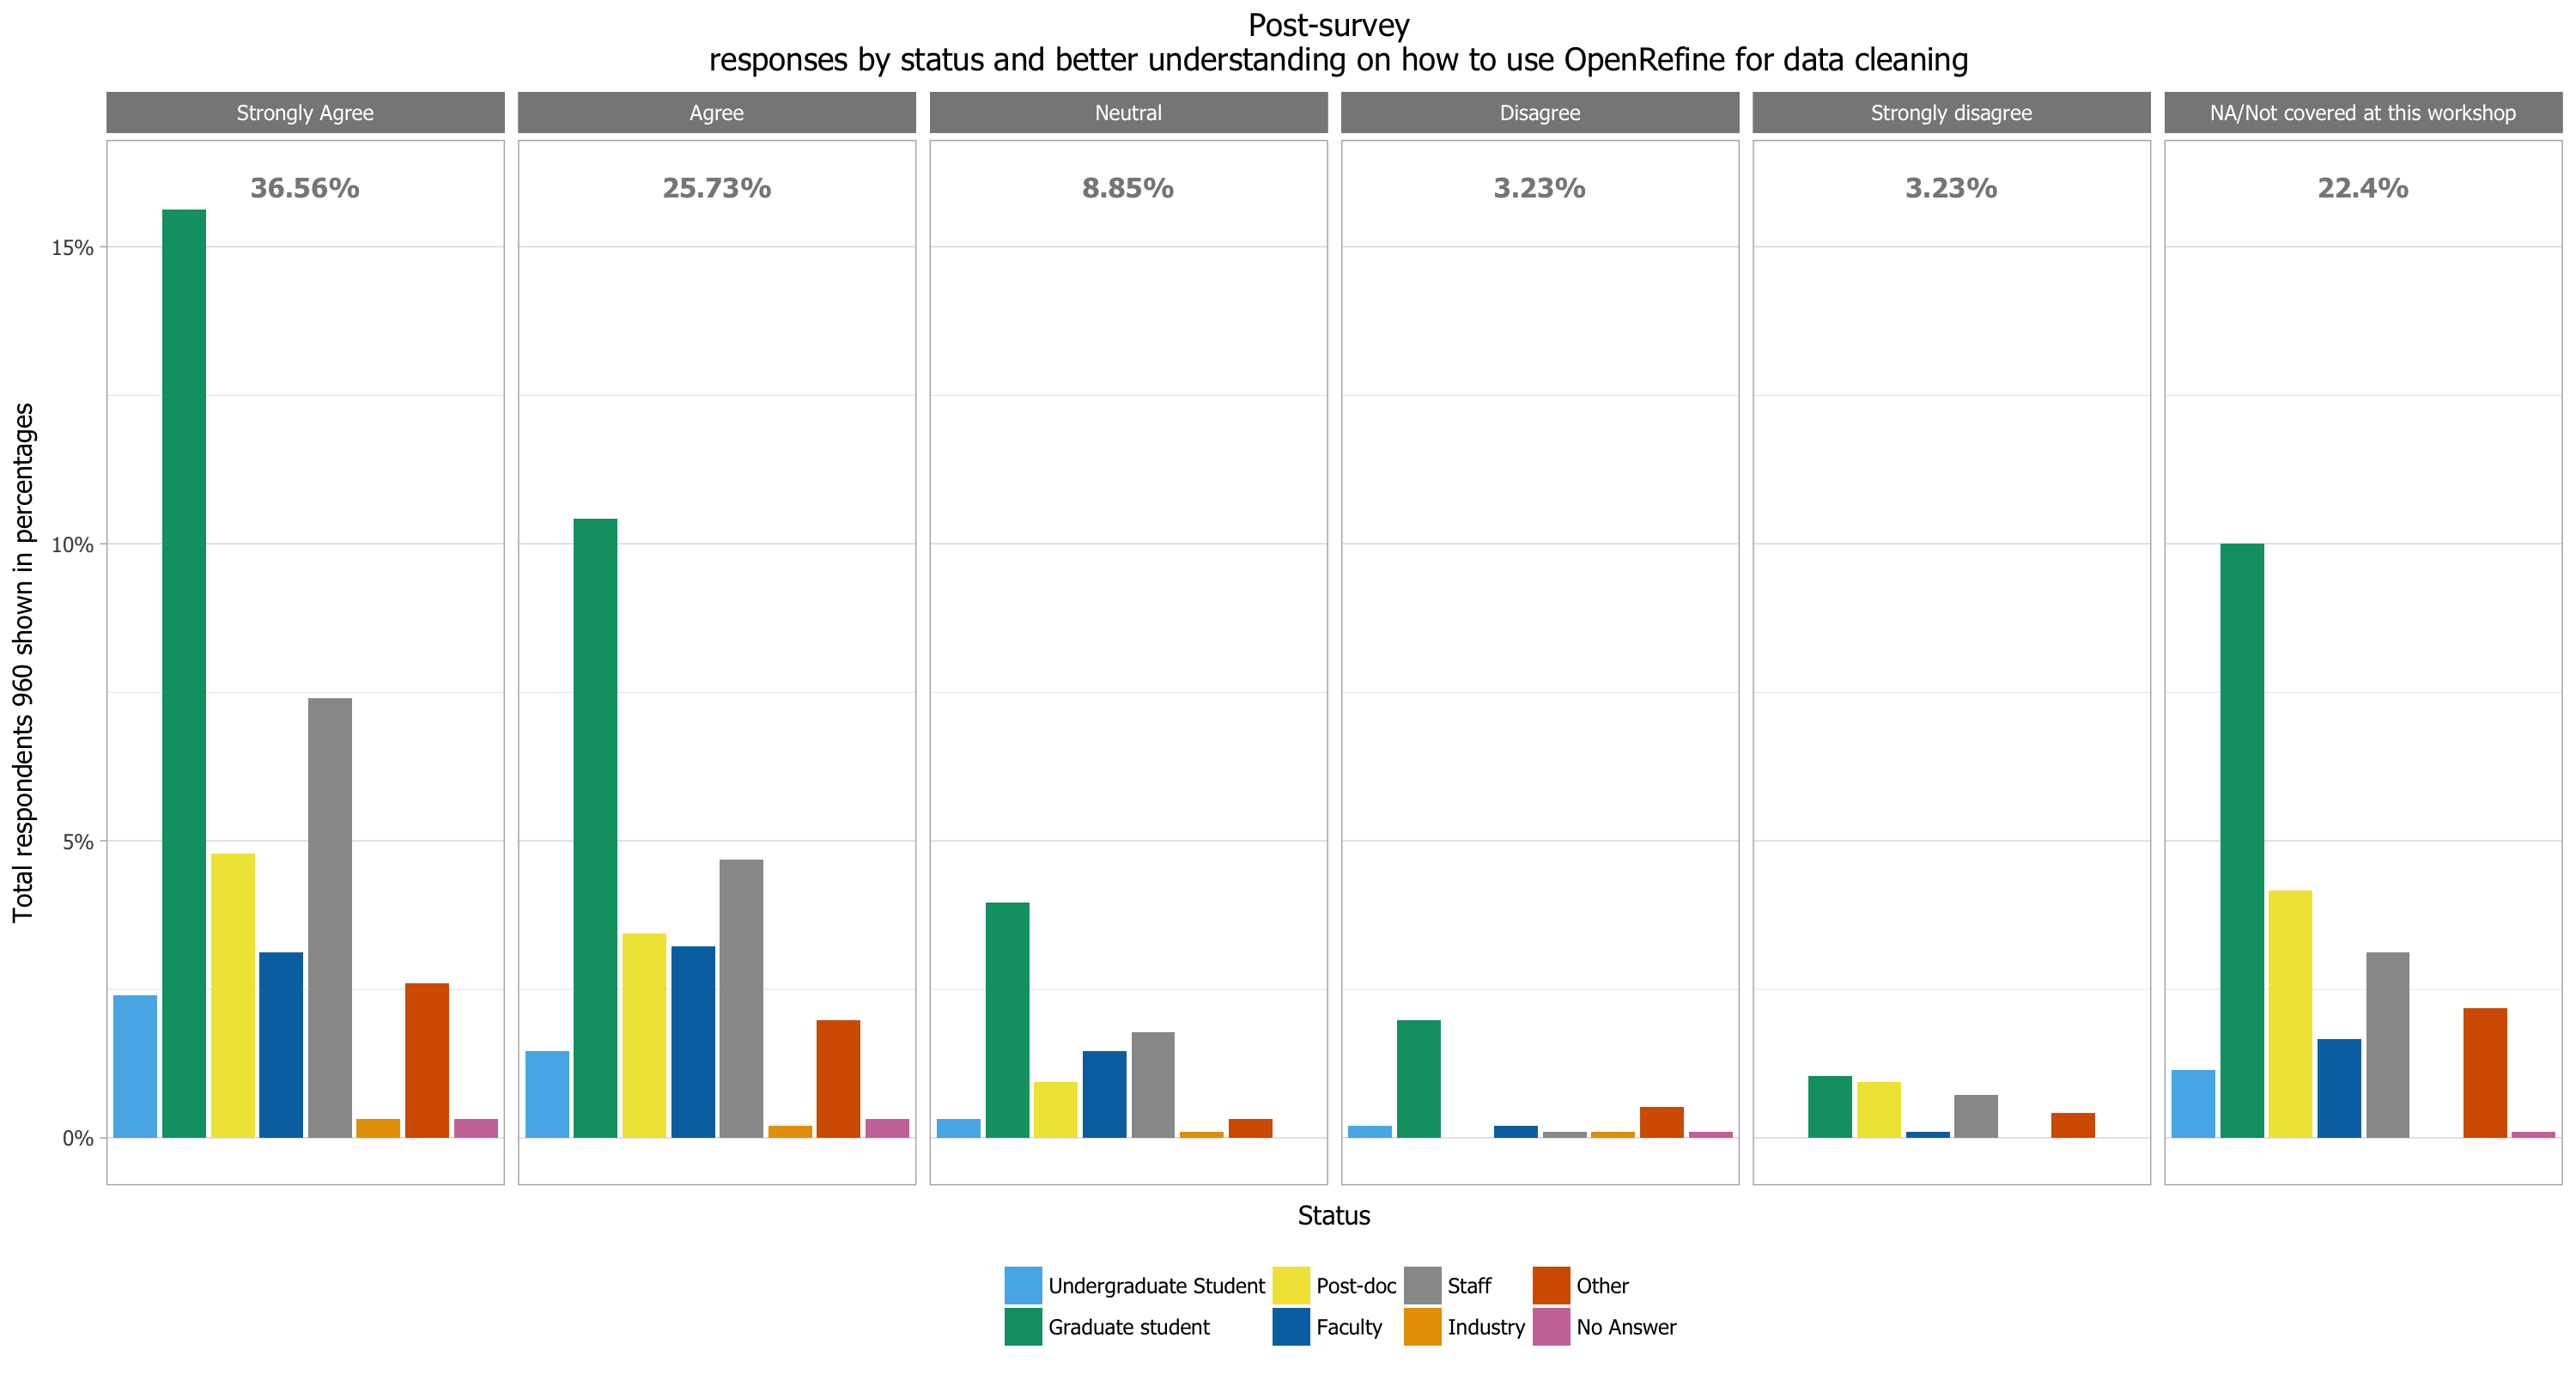 Post-survey
responses by status and better understanding on how to use OpenRefine for data cleaning
Strongly Agree
Agree
Neutral
Disagree
Strongly disagree
NA/Not covered at this workshop
36.56%
25.73%
8.85%
3.23%
3.23%
22.4%
15%
10%
5%
0%
Total respondents 960 shown in percentages
Status
Undergraduate Student
Post-doc
Staff
Other
Graduate student
Faculty
Industry
No Answer